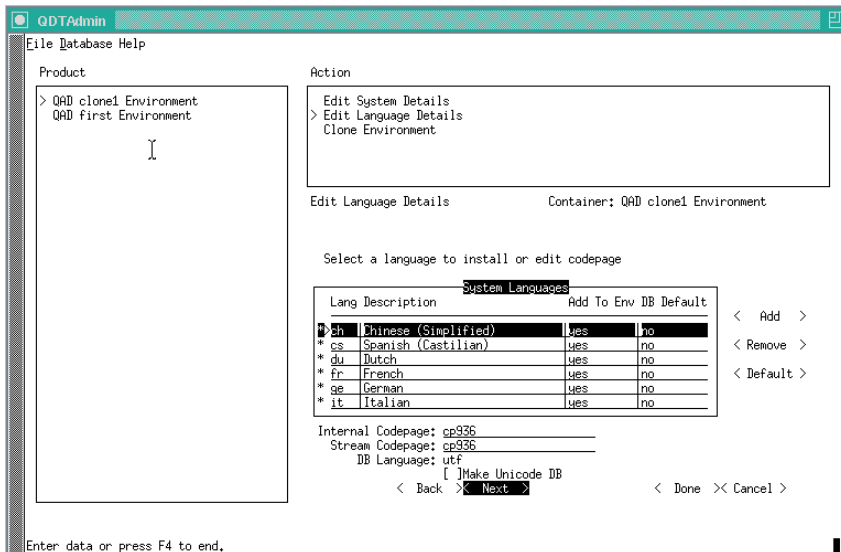 QDTAdmin
File Database Help
Product
Action
> QAD clone1 Environment
QAD first Environment
Edit System Details
> Edit Language Details
Clone Environment
Edit Language Details Container: QAD clone1 Environment
Select a language to install or edit codepage
System Languages
Lang Description Add To Env DB Default
*>ch Chinese (Simplified) yes no
* cs Spanish (Castilian) yes no
* du Dutch yes no
* fr French yes no
* ge German yes no
* it Italian yes no
< Add >
< Remove >
< Default >
Internal Codepage: cp936
Stream Codepage: cp936
DB Language: utf
[ ]Make Unicode DB
< Back >< Next > < Done >< Cancel >
Enter data or press F4 to end.